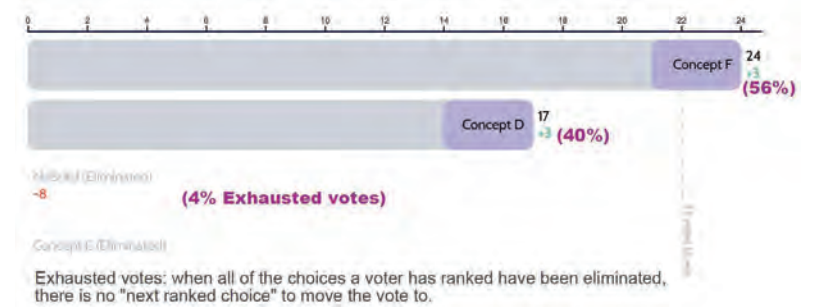 0 2 4 6 8 10 12 14 16 18 20 22 24
Concept F 24
+3
(56%)
Concept D 17
+3 (40%)
(Eliminated)
-8
(4% Exhausted votes)
(Eliminated)
Exhausted votes: when all of the choices a voter has ranked have been eliminated,
there is no "next ranked choice" to move the vote to.